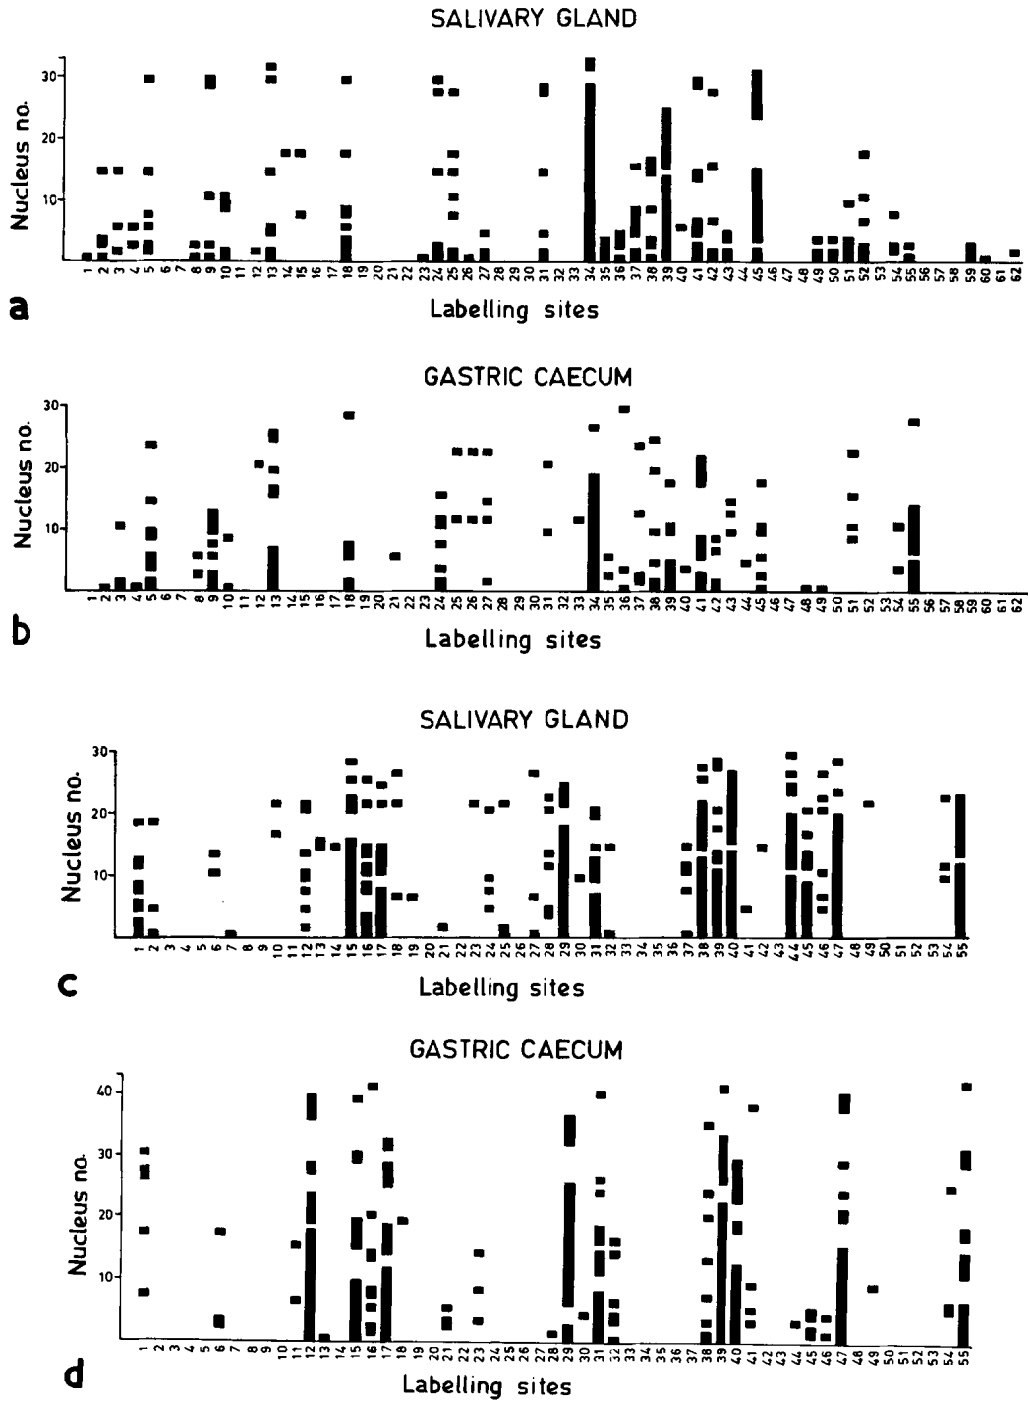 SALIVARY GLAND
30
20
10
Nucleus no.
1 2 3 4 5 6 7 8 9 10 11 12 13 14 15 16 17 18 19 20 21 22 23 24 25 26 27 28 29 30 31 32 33 34 35 36 37 38 39 40 41 42 43 44 45 46 47 48 49 50 51 52 53 54 55 56 57 58 59 60 61 62
Labelling sites
a
GASTRIC CAECUM
30
20
10
Nucleus no.
1 2 3 4 5 6 7 8 9 10 11 12 13 14 15 16 17 18 19 20 21 22 23 24 25 26 27 28 29 30 31 32 33 34 35 36 37 38 39 40 41 42 43 44 45 46 47 48 49 50 51 52 53 54 55 56 57 58 59 60 61 62
Labelling sites
b
SALIVARY GLAND
30
20
10
Nucleus no.
1 2 3 4 5 6 7 8 9 10 11 12 13 14 15 16 17 18 19 20 21 22 23 24 25 26 27 28 29 30 31 32 33 34 35 36 37 38 39 40 41 42 43 44 45 46 47 48 49 50 51 52 53 54 55
Labelling sites
c
GASTRIC CAECUM
40
30
20
10
Nucleus no.
1 2 3 4 5 6 7 8 9 10 11 12 13 14 15 16 17 18 19 20 21 22 23 24 25 26 27 28 29 30 31 32 33 34 35 36 37 38 39 40 41 42 43 44 45 46 47 48 49 50 51 52 53 54 55
Labelling sites
d